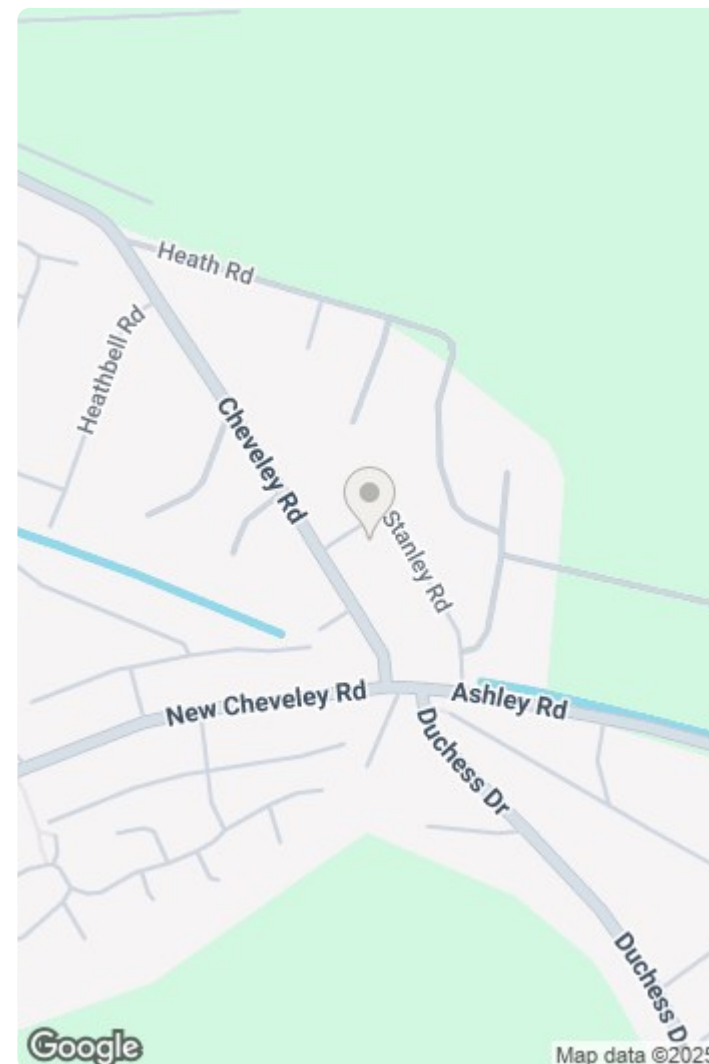 Heath Rd
Heathbell Rd
Cheveley Rd
Stanley Rd
New Cheveley Rd
Ashley Rd
Duchess Dr
Duchess D
Google
Map data ©2025